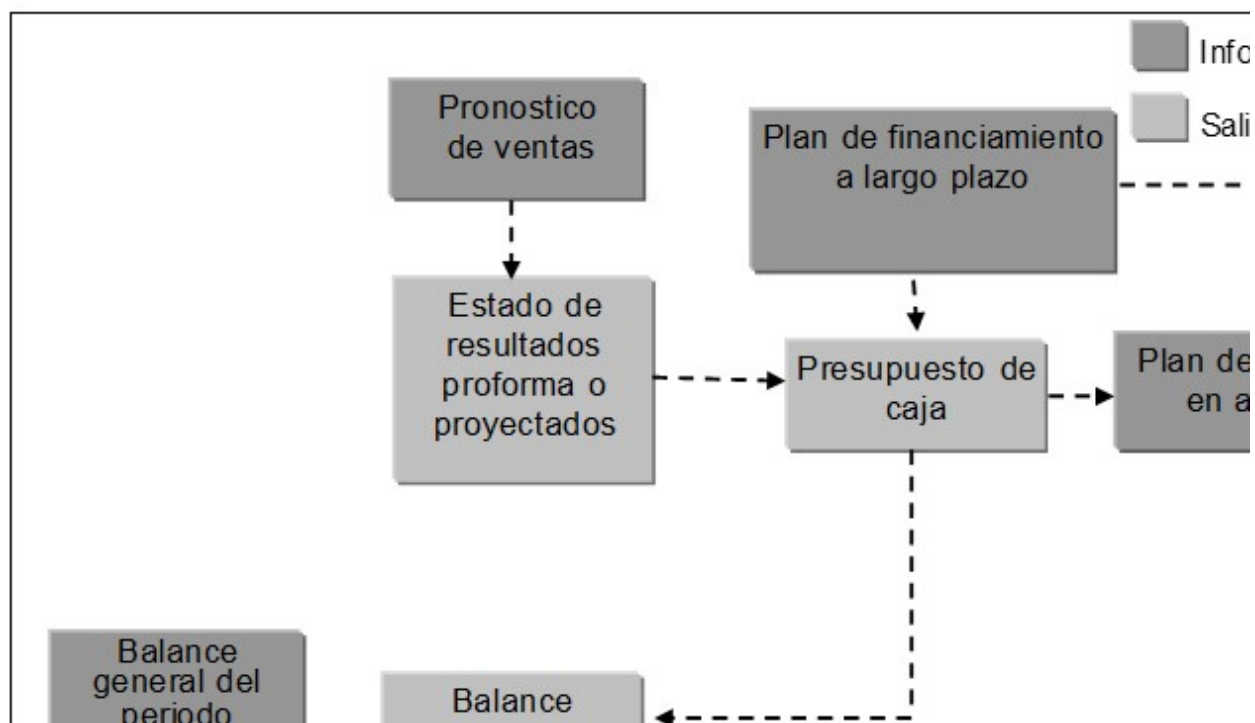 Info
Sali
Pronostico
de ventas
Plan de financiamiento
a largo plazo
Estado de
resultados
proforma o
proyectados
Presupuesto de
caja
Plan de
en a
Balance
general del
periodo
Balance